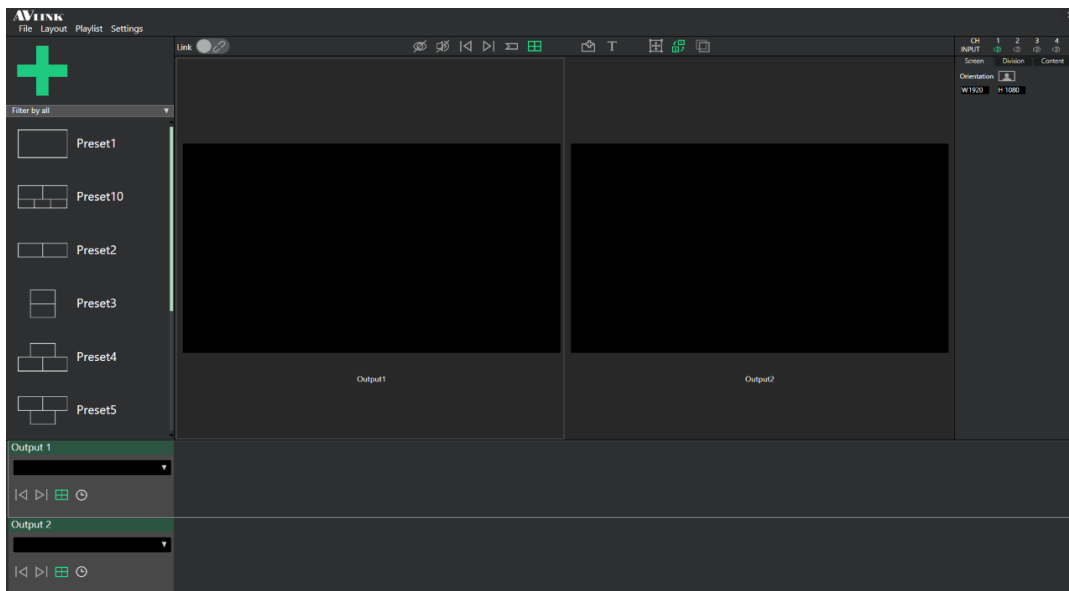 AVLINK
File Layout Playlist Settings
Link
T
CH 1 2 3 4
INPUT
Screen Division Content
Orientation
W 1920 H 1080
Filter by all
Preset1
Preset10
Preset2
Preset3
Preset4
Preset5
Output1
Output2
Output 1
Output 2